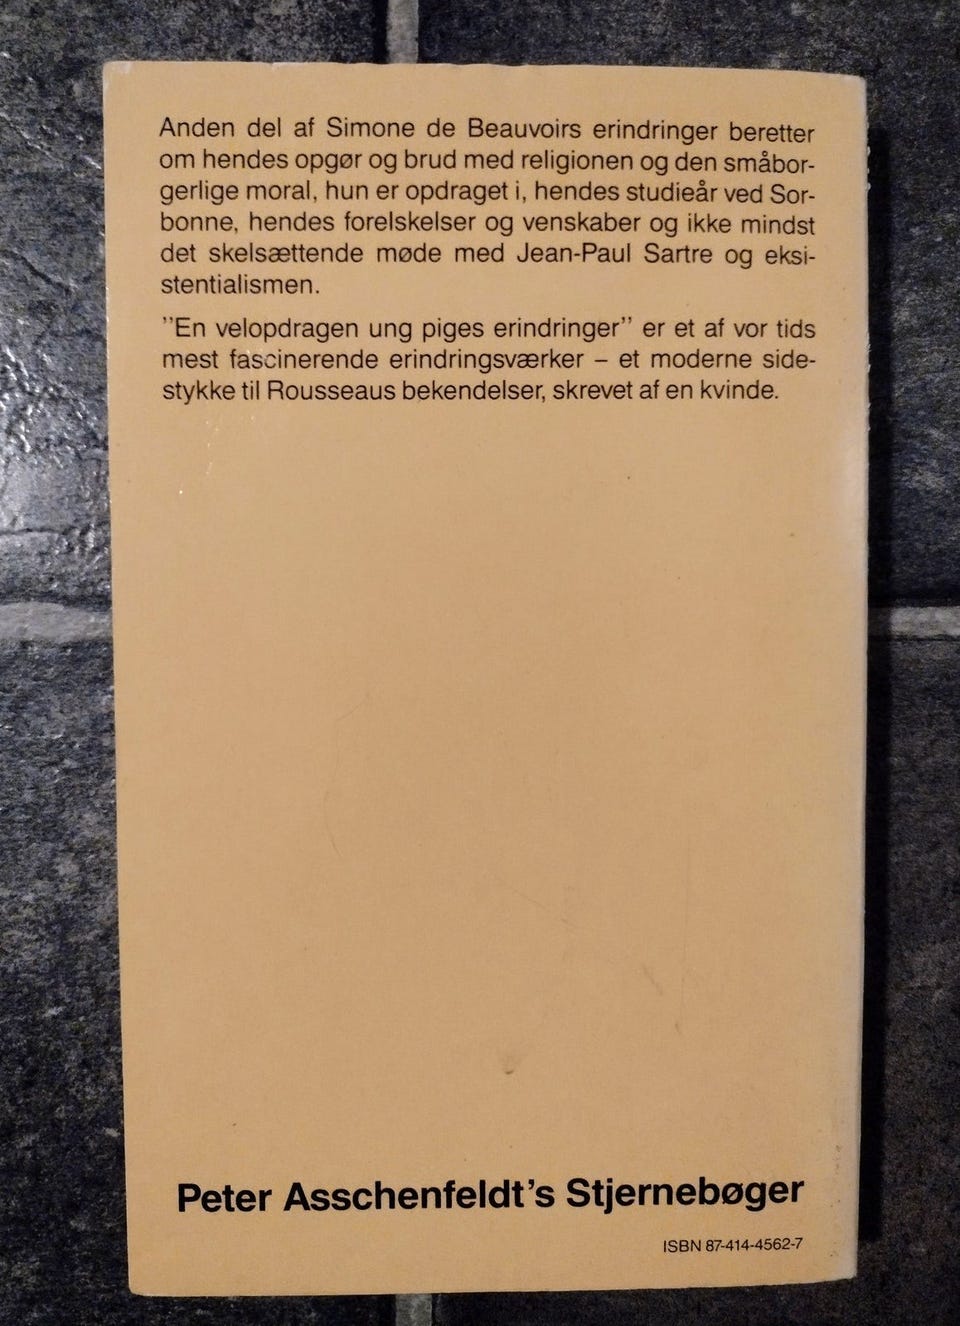 Anden del af Simone de Beauvoirs erindringer beretter
om hendes opgør og brud med religionen og den småbor-
gerlige moral, hun er opdraget i, hendes studieår ved Sor-
bonne, hendes forelskelser og venskaber og ikke mindst
det skelsættende møde med Jean-Paul Sartre og eksi-
stentialismen.
"En velopdragen ung piges erindringer" er et af vor tids
mest fascinerende erindringsværker – et moderne side-
stykke til Rousseaus bekendelser, skrevet af en kvinde.
Peter Asschenfeldt's Stjernebøger
ISBN 87-414-4562-7